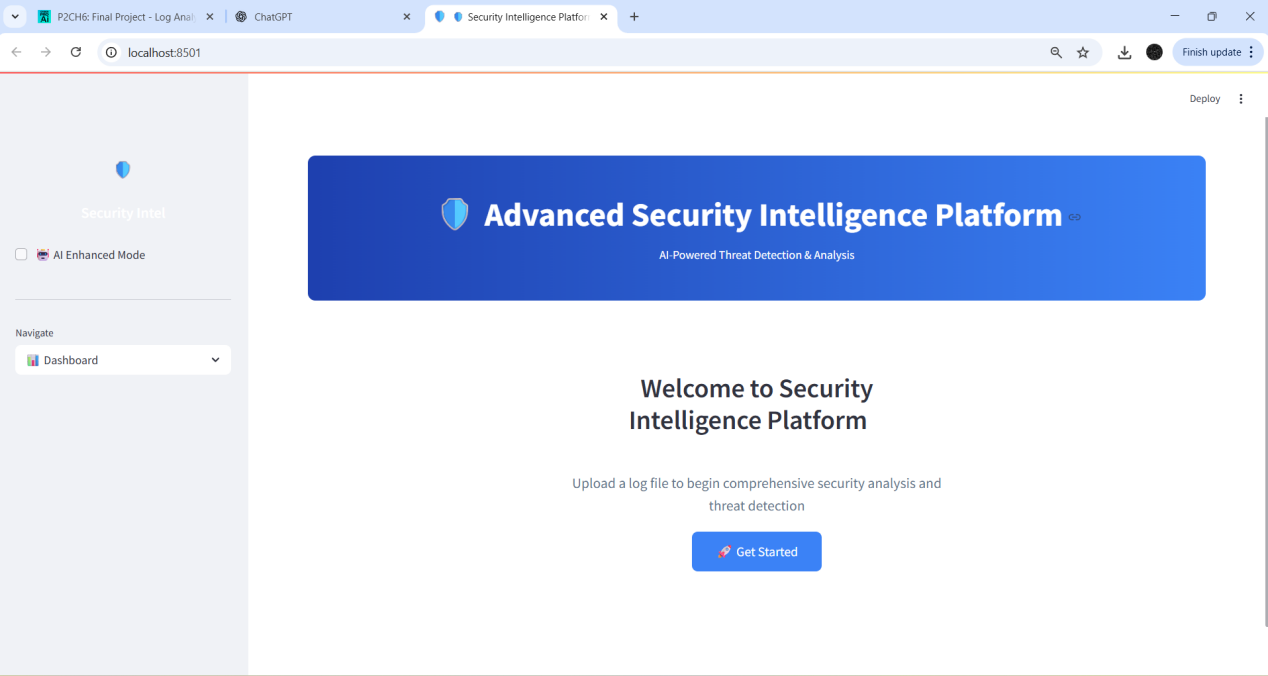 P2CH6: Final Project - Log Anal
ChatGPT
Security Intelligence Platfor
localhost:8501
Finish update
Deploy
Security Intel
AI Enhanced Mode
Navigate
Dashboard
Advanced Security Intelligence Platform
AI-Powered Threat Detection & Analysis
Welcome to Security
Intelligence Platform
Upload a log file to begin comprehensive security analysis and
threat detection
Get Started